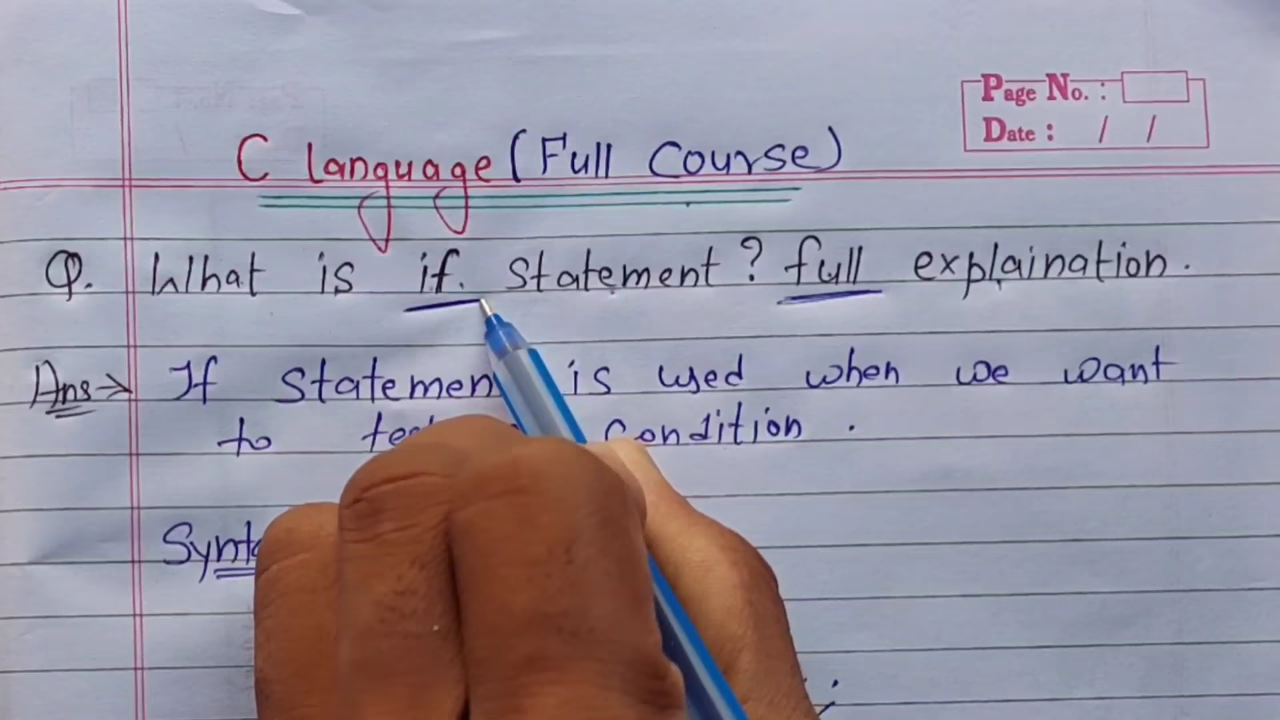 Page No. :
Date : / /
C language (Full Course)
Q. What is if. statement? full explaination.
Ans→ If statemen is used when we want
to condition .
Synta